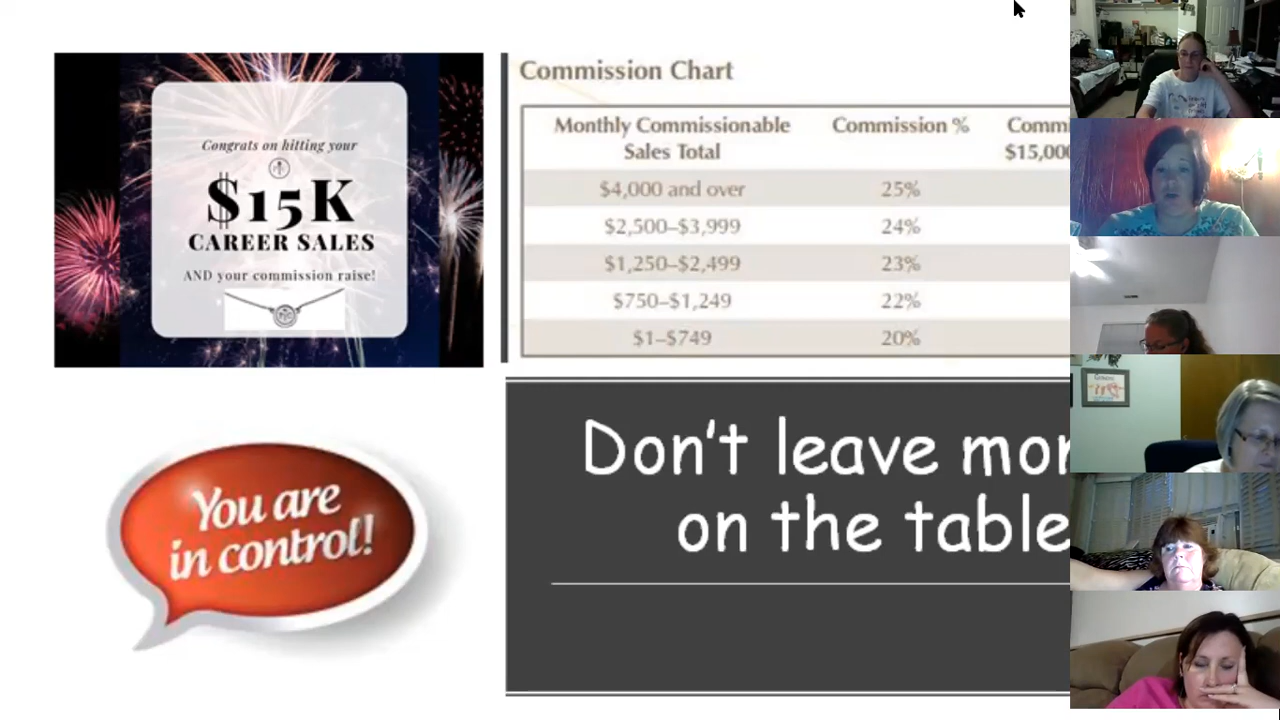 Congrats on hitting your
$15K
CAREER SALES
AND your commission raise!
Commission Chart
Monthly Commissionable
Sales Total
Commission %
$15,000
$4,000 and over
25%
$2,500–$3,999
24%
$1,250–$2,499
23%
$750–$1,249
22%
$1–$749
20%
You are
in control!
Don't leave
on the table